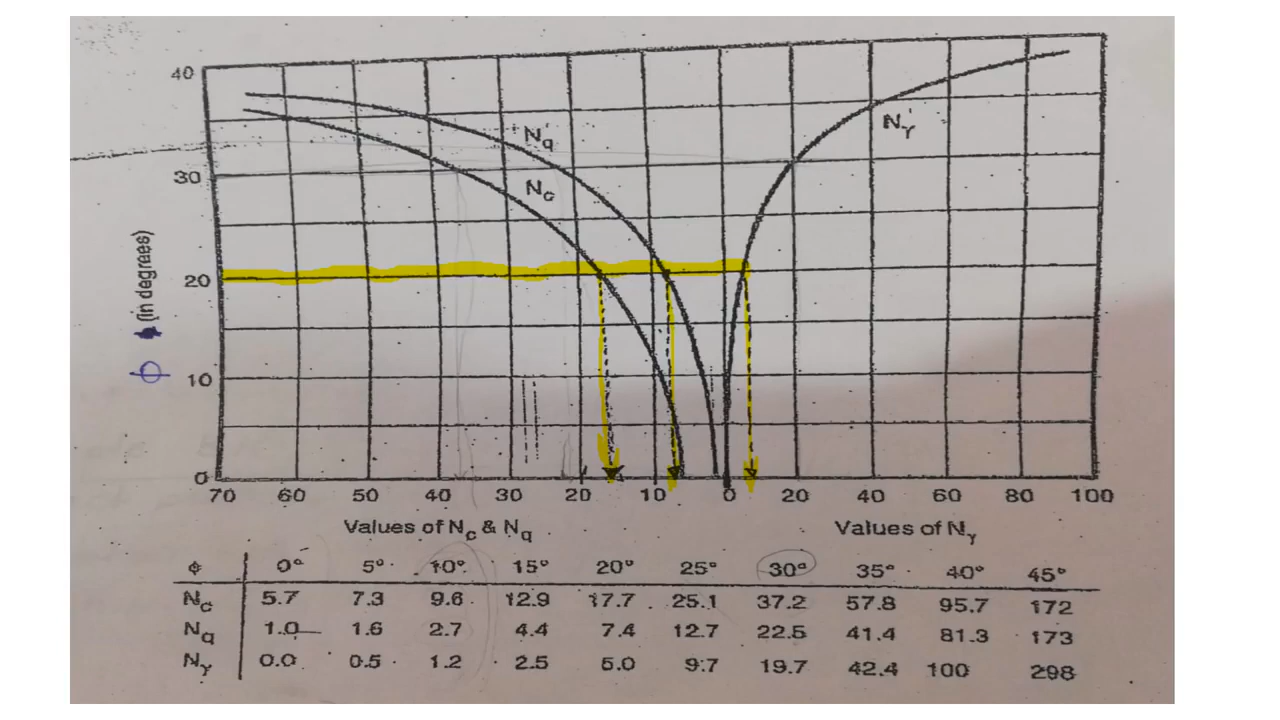 40
N'q
N'γ
30
Nc
ϕ (in degrees)
20
10
0
70 60 50 40 30 20 10 0 20 40 60 80 100
Values of Nc & Nq
Values of Nγ
ϕ 0° 5° 10° 15° 20° 25° 30° 35° 40° 45°
Nc 5.7 7.3 9.6 12.9 17.7 25.1 37.2 57.8 95.7 172
Nq 1.0 1.6 2.7 4.4 7.4 12.7 22.5 41.4 81.3 173
Nγ 0.0 0.5 1.2 2.5 5.0 9.7 19.7 42.4 100 298